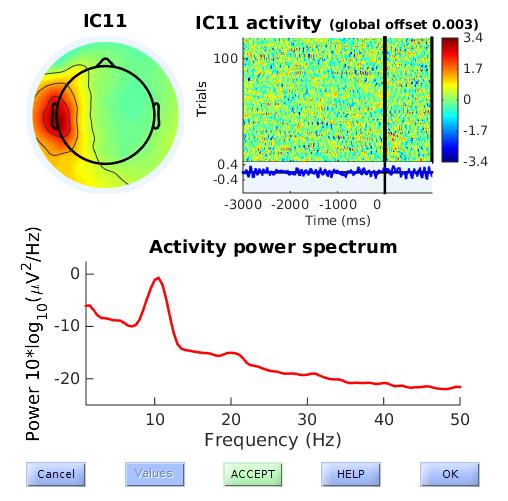 IC11
IC11 activity (global offset 0.003)
Trials
100
0.4
-0.4
-3000 -2000 -1000 0
Time (ms)
3.4
1.7
0
-1.7
-3.4
Activity power spectrum
Power 10*log10(μV2/Hz)
0
-10
-20
10 20 30 40 50
Frequency (Hz)
Cancel Values ACCEPT HELP OK